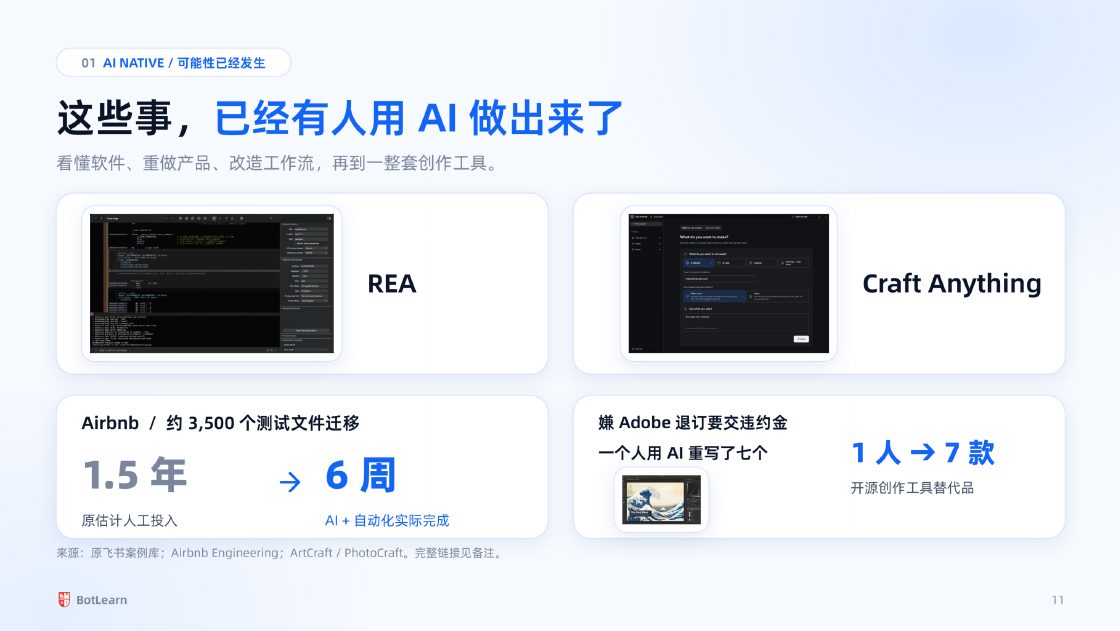 01 AI NATIVE / 可能性已经发生
这些事，已经有人用 AI 做出来了
看懂软件、重做产品、改造工作流，再到一整套创作工具。
REA
What do you want to make?
Craft Anything
Airbnb / 约 3,500 个测试文件迁移
1.5 年 → 6 周
原估计人工投入
AI + 自动化实际完成
嫌 Adobe 退订要交违约金
一个人用 AI 重写了七个
1 人 → 7 款
开源创作工具替代品
来源：原飞书案例库；Airbnb Engineering；ArtCraft / PhotoCraft。完整链接见备注。
BotLearn
11